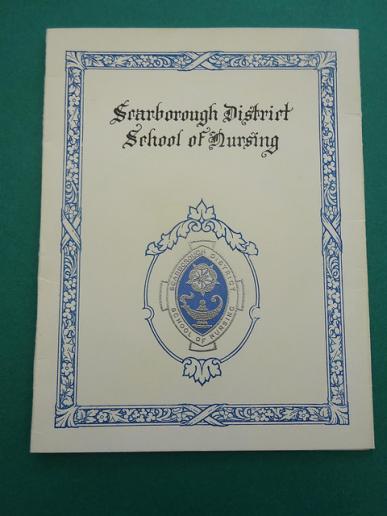 Scarborough District
School of Nursing
SCARBOROUGH DISTRICT
SCHOOL OF NURSING